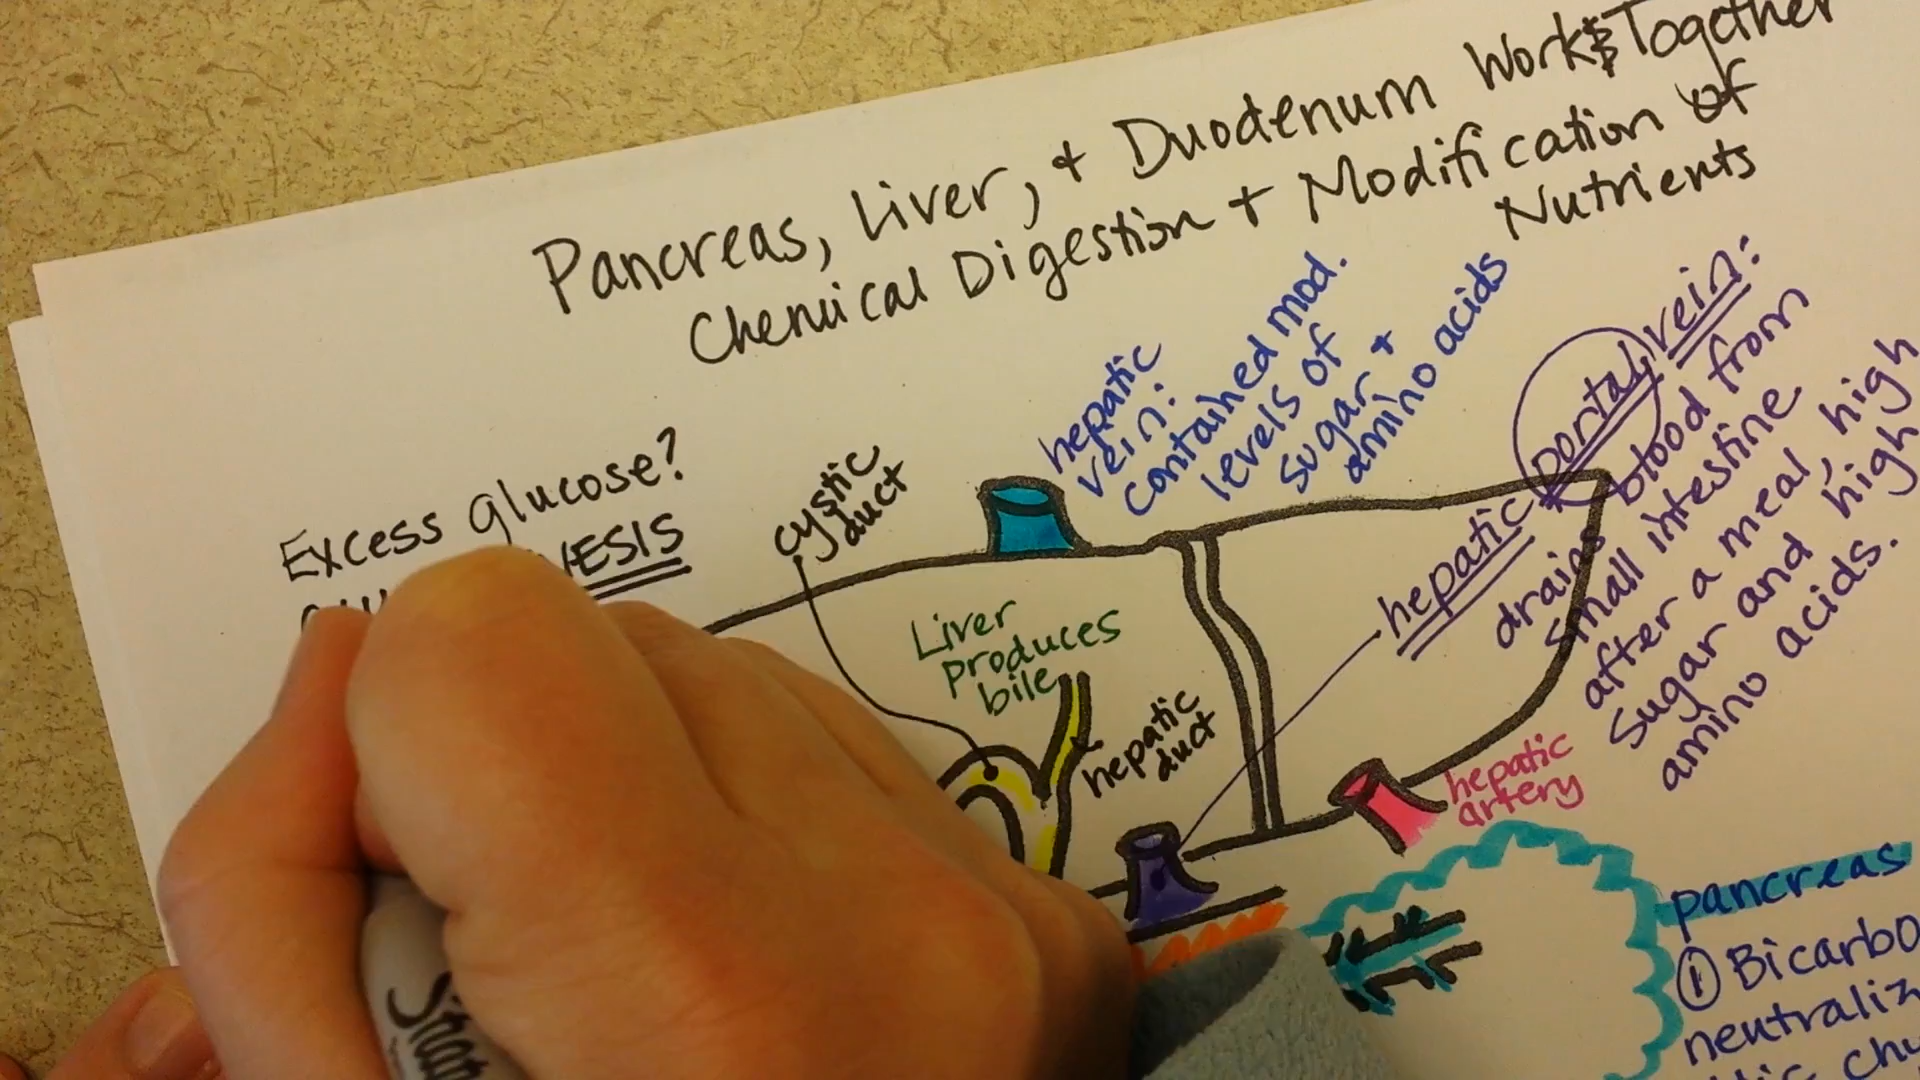 Pancreas, Liver, + Duodenum Work Together
Chemical Digestion + Modification of
Nutrients
Excess glucose?
cystic
duct
hepatic
vein:
contained mod.
levels of
sugar +
amino acids
hepatic portal vein:
drains blood from
small intestine
after a meal, high
sugar and high
amino acids.
Liver
produces
bile
hepatic
duct
hepatic
artery
pancreas
① Bicarbo
neutraliz